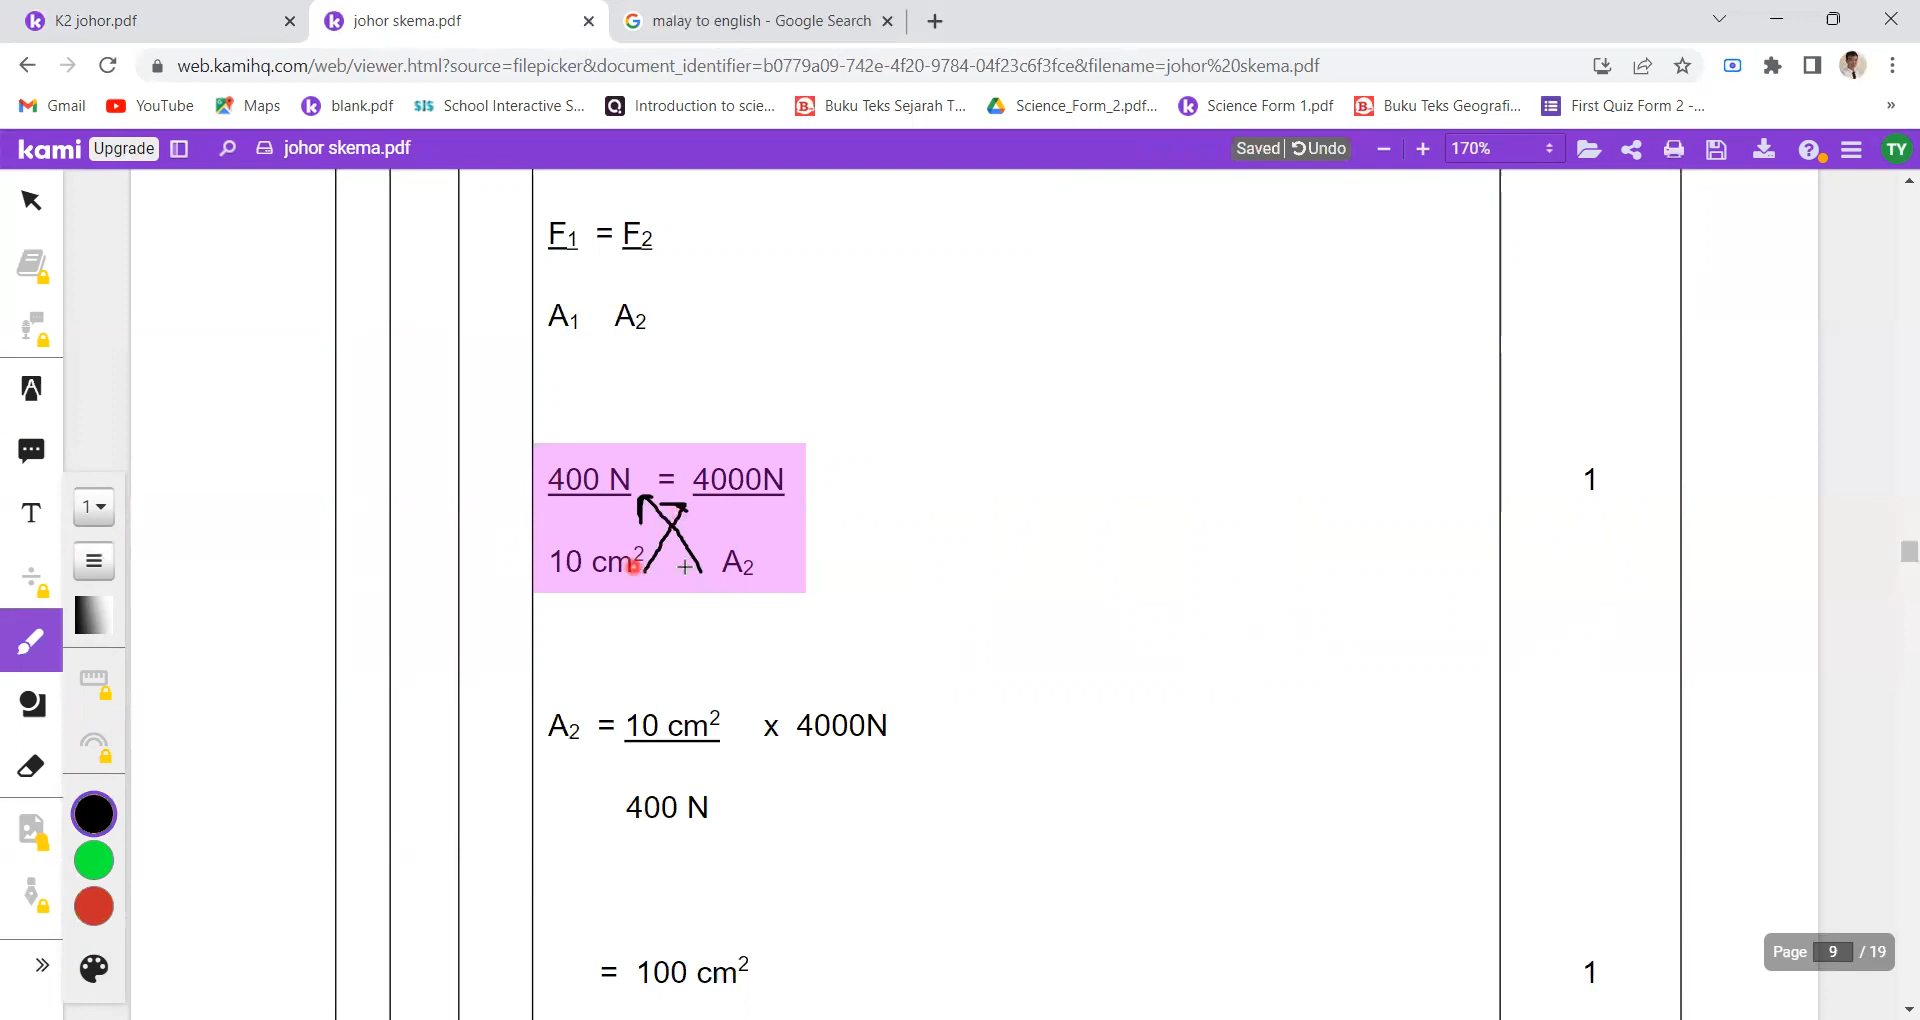 K2 johor.pdf
johor skema.pdf
malay to english - Google Search
web.kamihq.com/web/viewer.html?source=filepicker&document_identifier=b0779a09-742e-4f20-9784-04f23c6f3fce&filename=johor%20skema.pdf
Gmail YouTube Maps blank.pdf School Interactive S... Introduction to scie... Buku Teks Sejarah T... Science_Form_2.pdf... Science Form 1.pdf Buku Teks Geografi... First Quiz Form 2 -... »
kami Upgrade johor skema.pdf Saved Undo − + 170% TY
F₁ = F₂
A₁ A₂
400 N = 4000N 1
10 cm² A₂
1
A₂ = 10 cm² x 4000N
400 N
= 100 cm² 1
Page 9 / 19